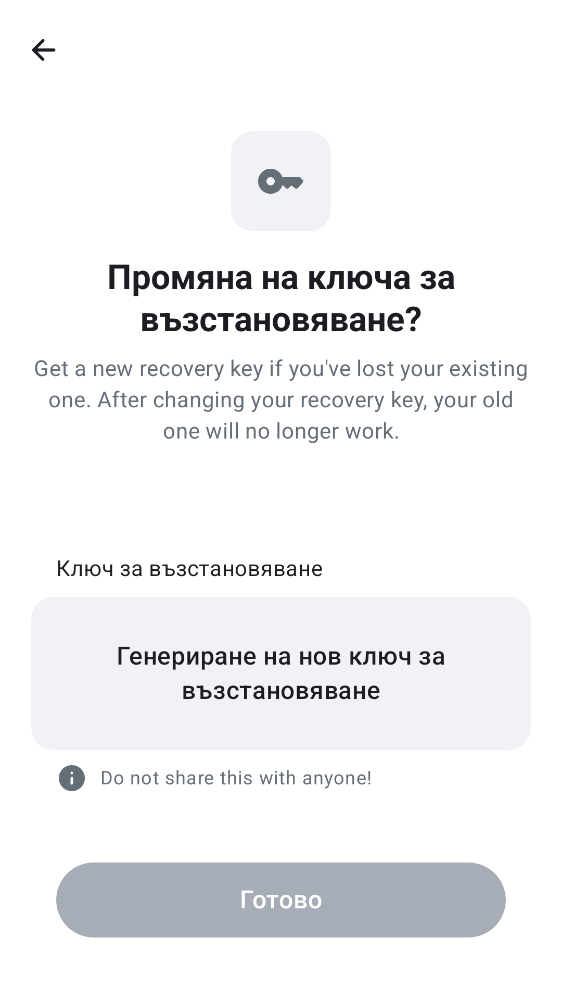 Промяна на ключа за
възстановяване?
Get a new recovery key if you've lost your existing
one. After changing your recovery key, your old
one will no longer work.
Ключ за възстановяване
Генериране на нов ключ за
възстановяване
Do not share this with anyone!
Готово